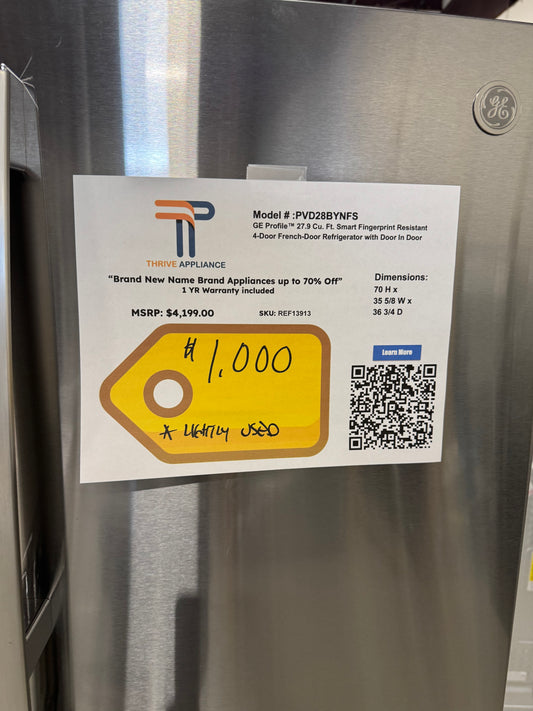 GE
TP
THRIVE APPLIANCE
Model # :PVD28BYNFS
GE Profile™ 27.9 Cu. Ft. Smart Fingerprint Resistant
4-Door French-Door Refrigerator with Door In Door
“Brand New Name Brand Appliances up to 70% Off”
1 YR Warranty included
MSRP: $4,199.00
SKU: REF13913
Dimensions:
70 H x
35 5/8 W x
36 3/4 D
Learn More
$1,000
* LIGHTLY USED